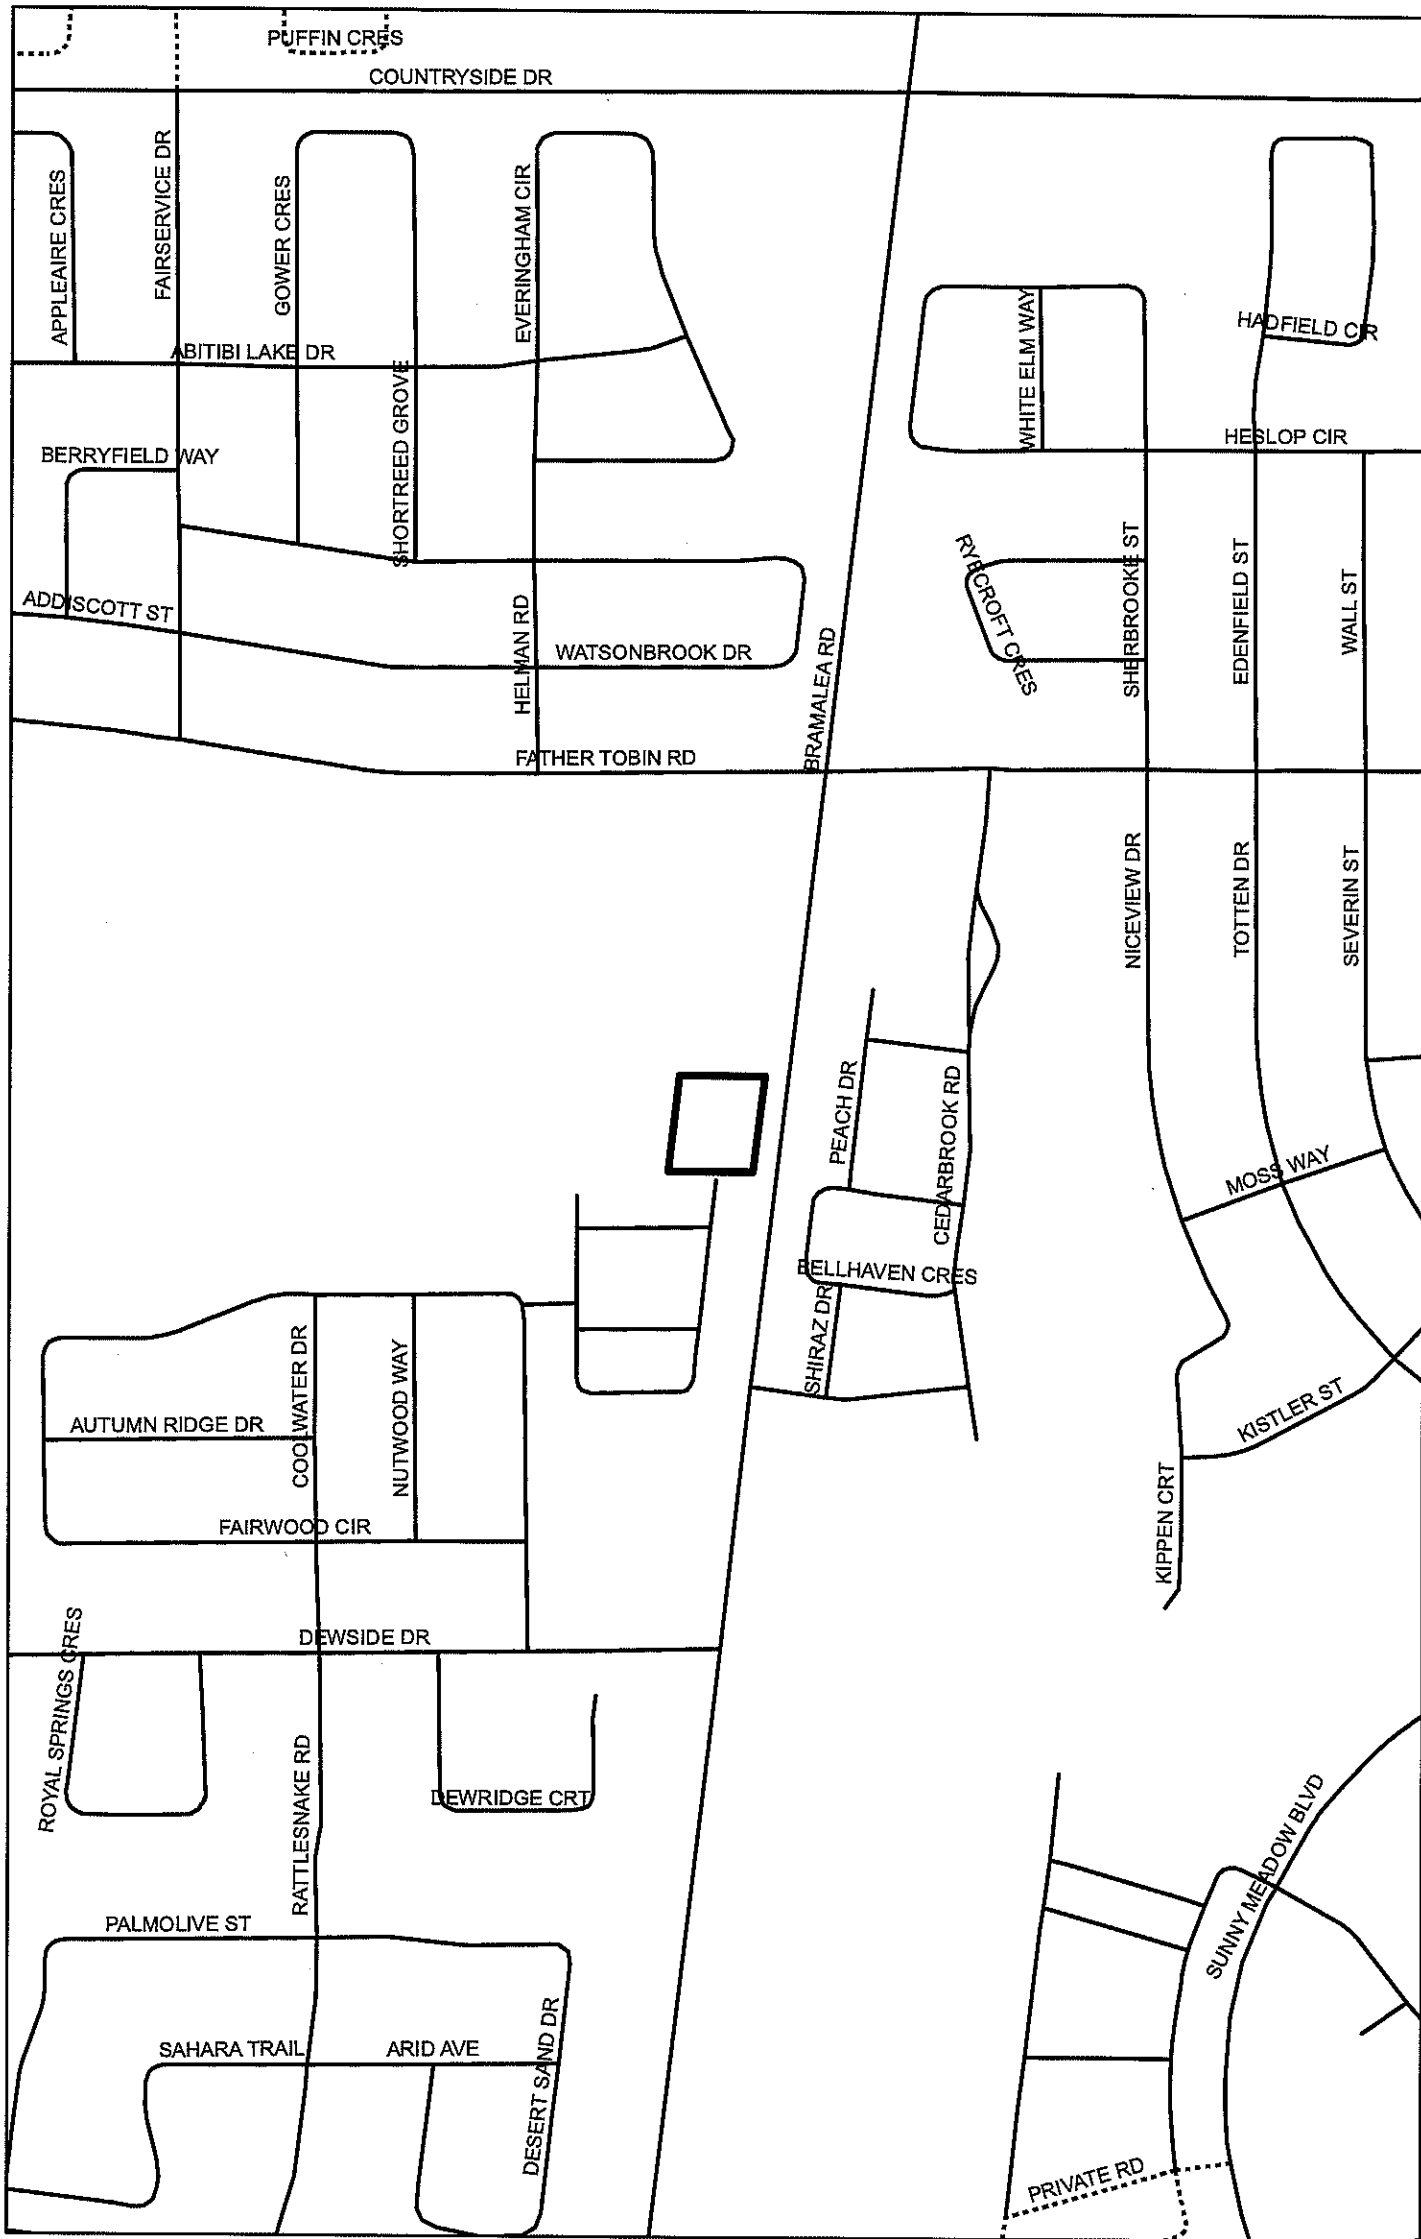 PUFFIN CRES
COUNTRYSIDE DR
APPLEAIRE CRES
FAIRSERVICE DR
GOWER CRES
EVERINGHAM CIR
WHITE ELM WAY
HADFIELD CIR
ABITIBI LAKE DR
SHORTREED GROVE
HESLOP CIR
BERRYFIELD WAY
RYECROFT CRES
SHERBROOKE ST
EDENFIELD ST
WALL ST
ADDISCOTT ST
HELMAN RD
WATSONBROOK DR
BRAMALEA RD
FATHER TOBIN RD
NICEVIEW DR
TOTTEN DR
SEVERIN ST
PEACH DR
CEDARBROOK RD
MOSS WAY
BELLHAVEN CRES
SHIRAZ DR
COOLWATER DR
NUTWOOD WAY
AUTUMN RIDGE DR
KISTLER ST
KIPPEN CRT
FAIRWOOD CIR
DEWSIDE DR
ROYAL SPRINGS CRES
RATTLESNAKE RD
DEWRIDGE CRT
SUNNY MEADOW BLVD
PALMOLIVE ST
SAHARA TRAIL
ARID AVE
DESERT SAND DR
PRIVATE RD